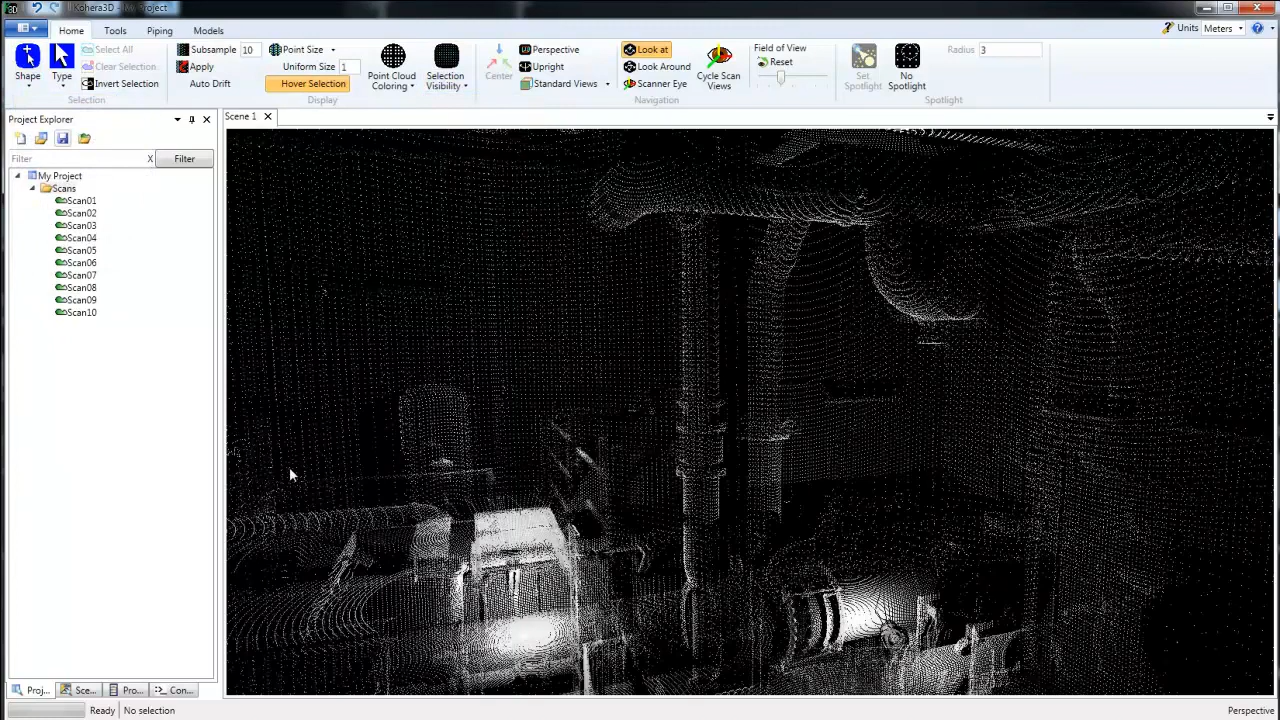 Kohera3D - My Project
Home Tools Piping Models Units Meters
Shape
Type
Select All
Clear Selection
Invert Selection
Selection
Subsample 10
Apply
Auto Drift
Point Size
Uniform Size 1
Hover Selection
Point Cloud
Coloring
Selection
Visibility
Display
Center
Perspective
Upright
Standard Views
Look at
Look Around
Scanner Eye
Cycle Scan
Views
Navigation
Field of View
Reset
Set
Spotlight
No
Spotlight
Radius 3
Spotlight
Project Explorer
Scene 1
Filter X Filter
My Project
Scans
Scan01
Scan02
Scan03
Scan04
Scan05
Scan06
Scan07
Scan08
Scan09
Scan10
Proj... Sce... Pro... Con...
Ready No selection Perspective